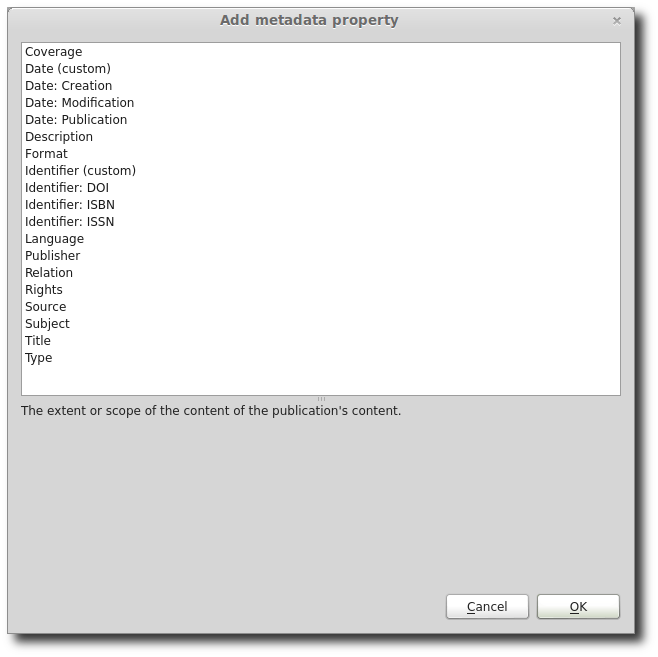 Add metadata property
Coverage
Date (custom)
Date: Creation
Date: Modification
Date: Publication
Description
Format
Identifier (custom)
Identifier: DOI
Identifier: ISBN
Identifier: ISSN
Language
Publisher
Relation
Rights
Source
Subject
Title
Type
The extent or scope of the content of the publication's content.
Cancel OK